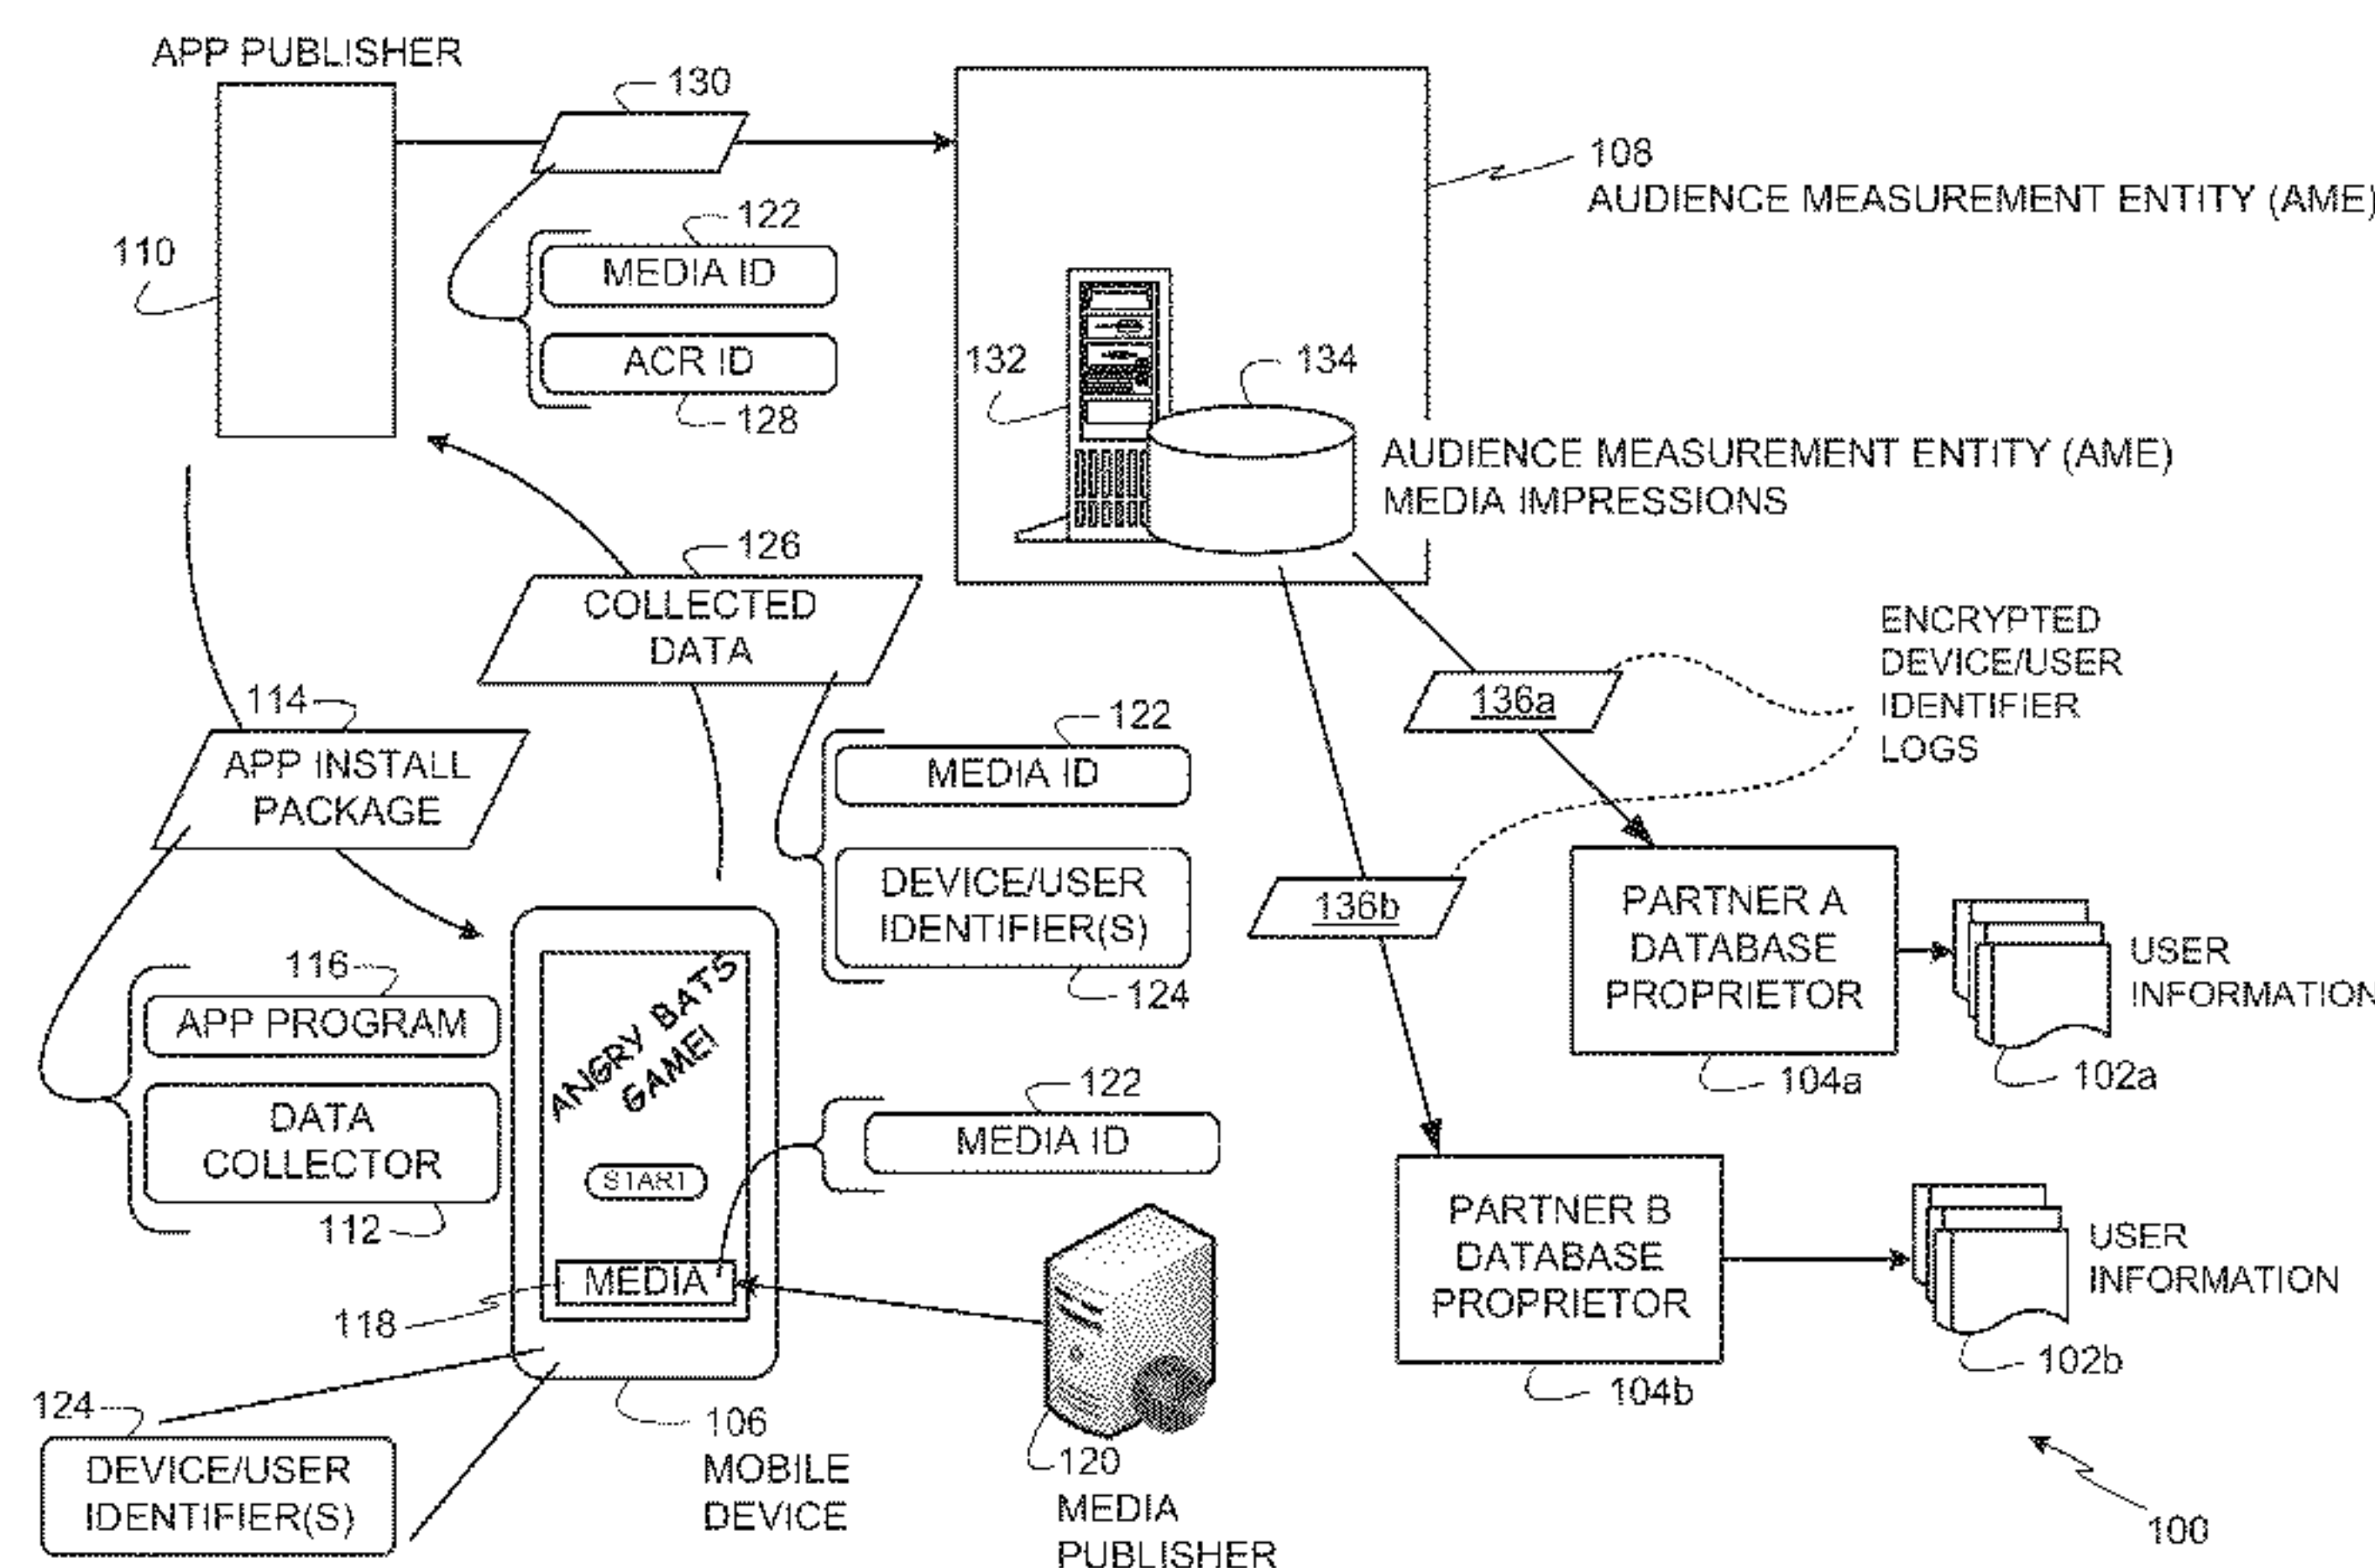 APP PUBLISHER
130
108
AUDIENCE MEASUREMENT ENTITY (AME)
110
122
MEDIA ID
ACR ID
128
132
134
AUDIENCE MEASUREMENT ENTITY (AME)
MEDIA IMPRESSIONS
126
COLLECTED
DATA
ENCRYPTED
DEVICE/USER
IDENTIFIER
LOGS
136a
136b
114
APP INSTALL
PACKAGE
122
MEDIA ID
DEVICE/USER
IDENTIFIER(S)
124
116
APP PROGRAM
DATA
COLLECTOR
112
ANGRY BATS
GAME!
START
MEDIA
118
122
MEDIA ID
PARTNER A
DATABASE
PROPRIETOR
104a
USER
INFORMATION
102a
PARTNER B
DATABASE
PROPRIETOR
104b
USER
INFORMATION
102b
124
DEVICE/USER
IDENTIFIER(S)
106
MOBILE
DEVICE
120
MEDIA
PUBLISHER
100